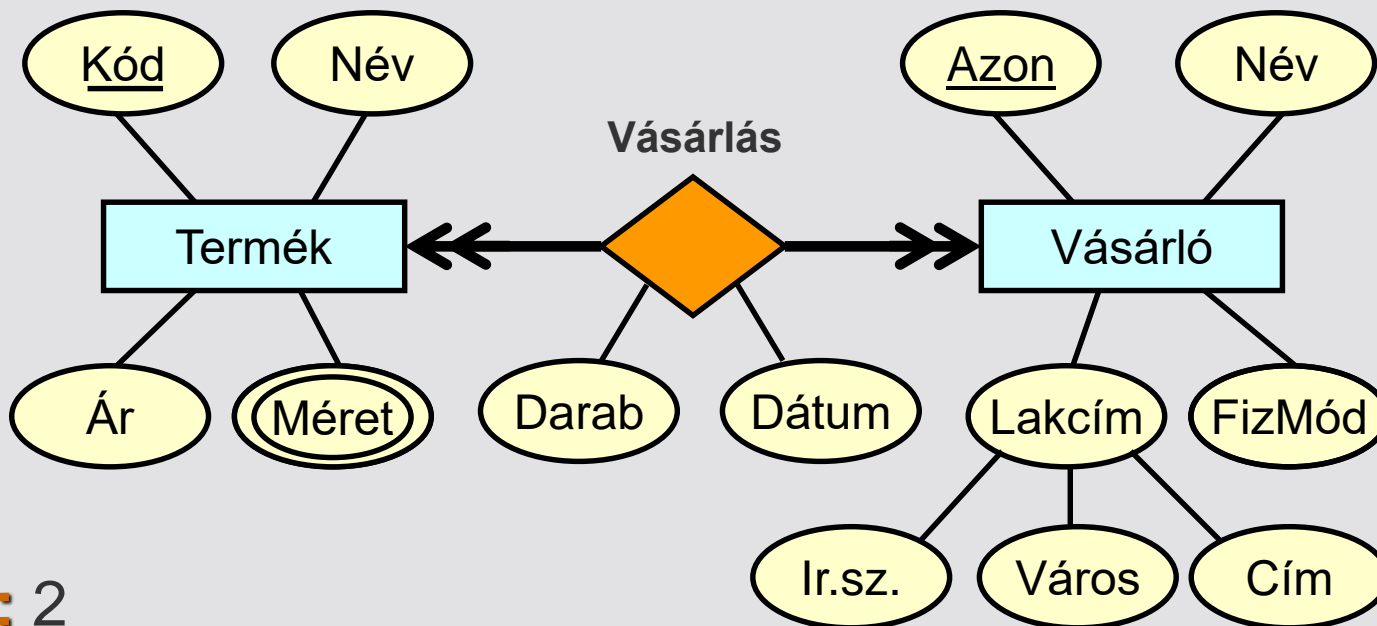 Kód
Név
Azon
Név
Vásárlás
Termék
Vásárló
Ár
Méret
Darab
Dátum
Lakcím
FizMód
Ir.sz.
Város
Cím
: 2